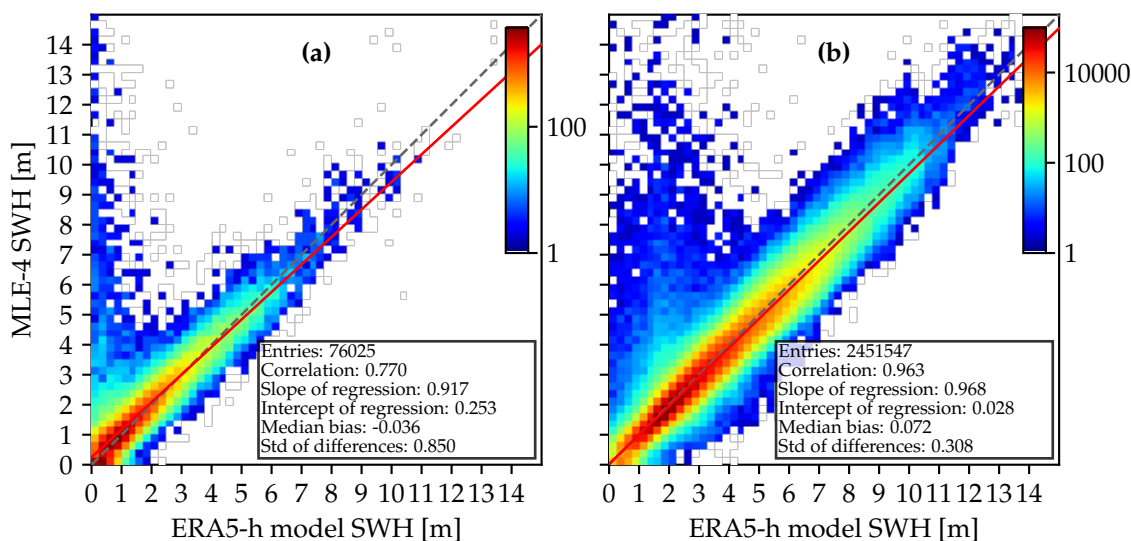 (a)
14
13
12
11
10
9
8
7
6
5
4
3
2
1
0
MLE-4 SWH [m]
100
1
Entries: 76025
Correlation: 0.770
Slope of regression: 0.917
Intercept of regression: 0.253
Median bias: -0.036
Std of differences: 0.850
0 1 2 3 4 5 6 7 8 9 10 11 12 13 14
ERA5-h model SWH [m]
(b)
10000
100
1
Entries: 2451547
Correlation: 0.963
Slope of regression: 0.968
Intercept of regression: 0.028
Median bias: 0.072
Std of differences: 0.308
0 1 2 3 4 5 6 7 8 9 10 11 12 13 14
ERA5-h model SWH [m]